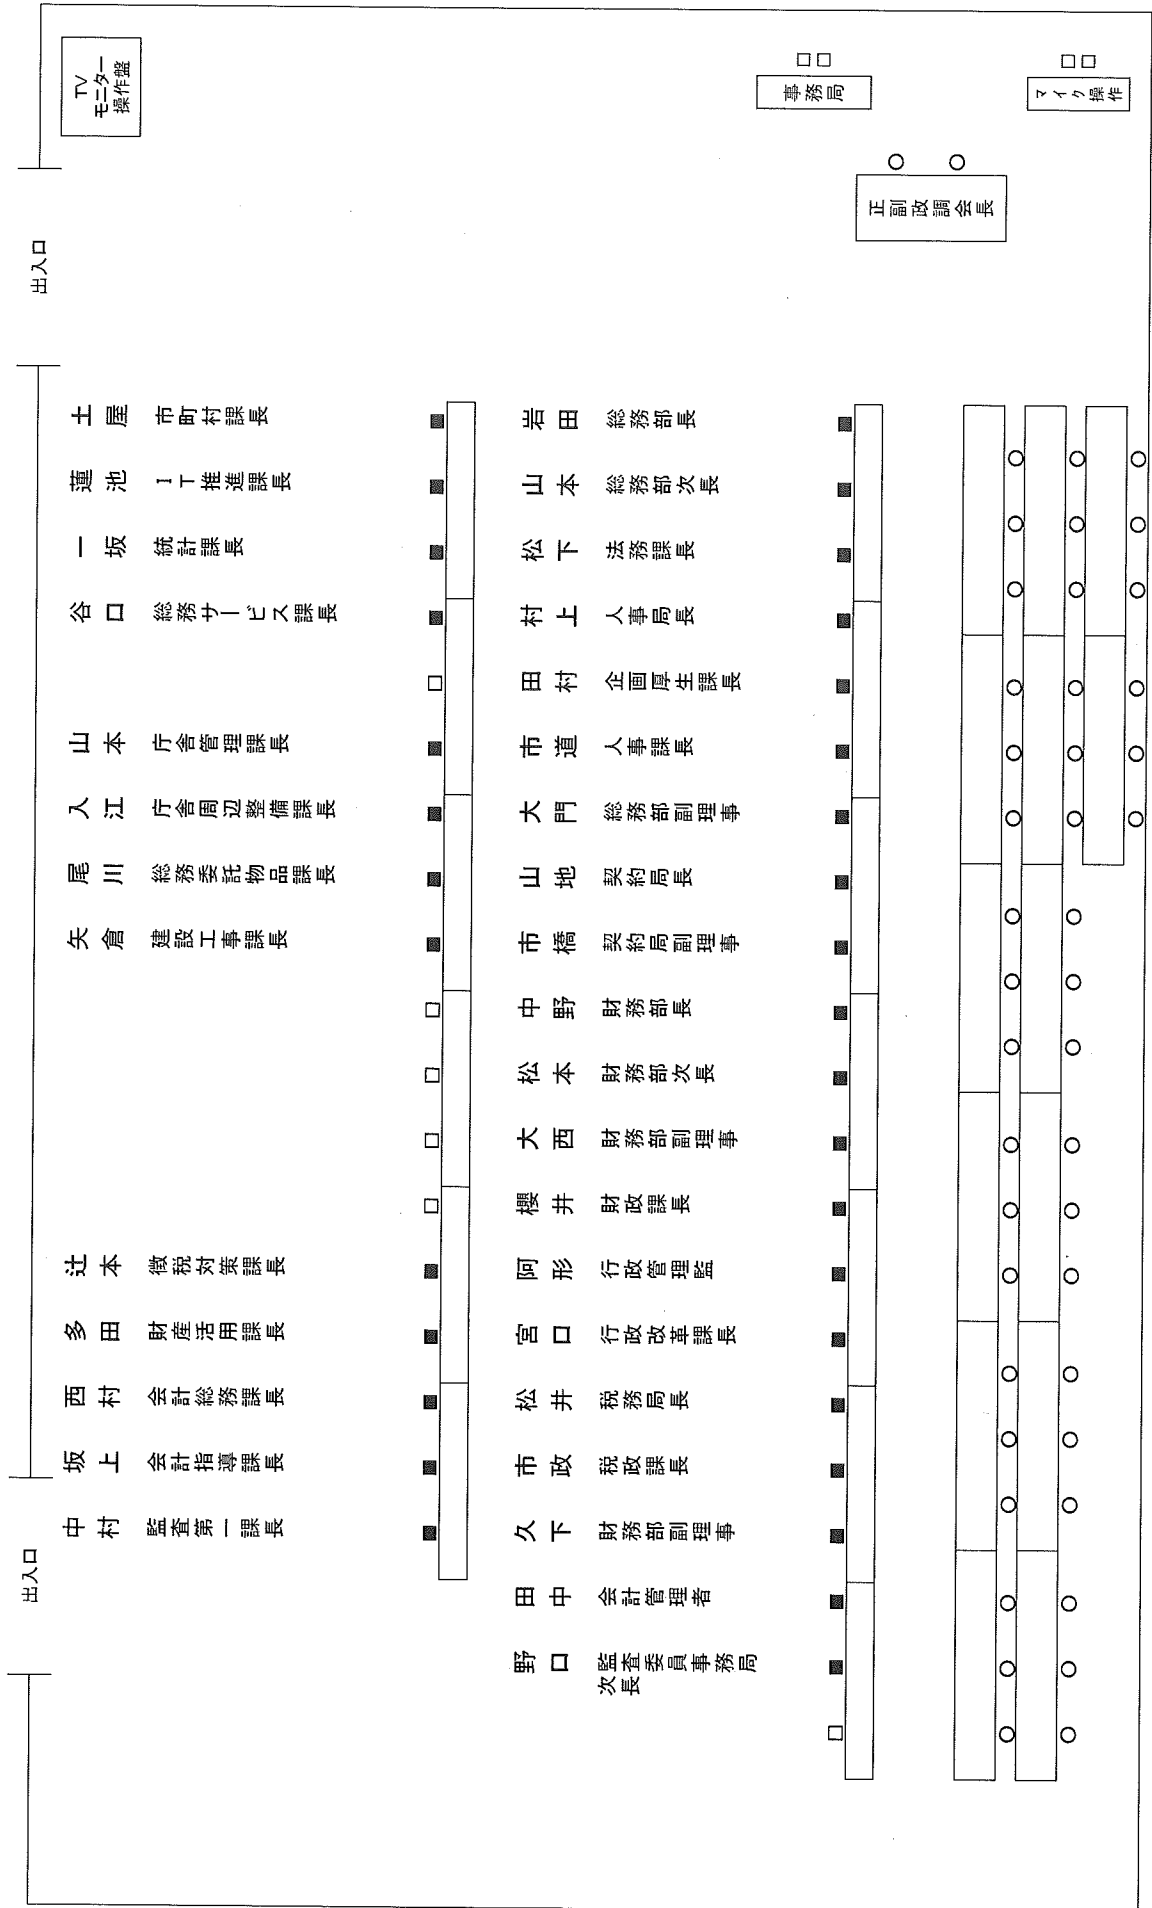 TV
モニター
操作盤
事務局
マイク操作
正副政調会長
出入口
土屋 市町村課長
蓮池 IT推進課長
一坂 統計課長
谷口 総務サービス課長
山本 庁舎管理課長
入江 庁舎周辺整備課長
尾川 総務委託物品課長
矢倉 建設工事課長
辻本 徴税対策課長
多田 財産活用課長
西村 会計総務課長
坂上 会計指導課長
中村 監査第一課長
出入口
岩田 総務部長
山本 総務部次長
松下 法務課長
村上 人事局長
田村 企画厚生課長
市道 人事課長
大門 総務部副理事
山地 契約局長
市橋 契約局副理事
中野 財務部長
松本 財務部次長
大西 財務部副理事
櫻井 財政課長
阿形 行政管理監
宮口 行政改革課長
松井 税務局長
市政 税政課長
久下 財務部副理事
田中 会計管理者
野口 監査委員事務局
次長